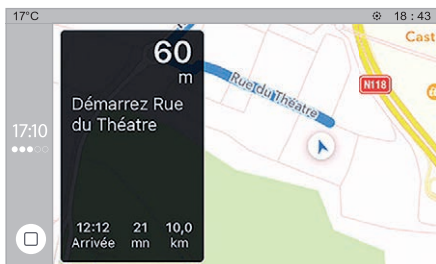 17°C
18 : 43
60
m
Démarrez Rue
du Théatre
17:10
12:12 21 10,0
Arrivée mn km
Rue du Théatre
N118
Cast